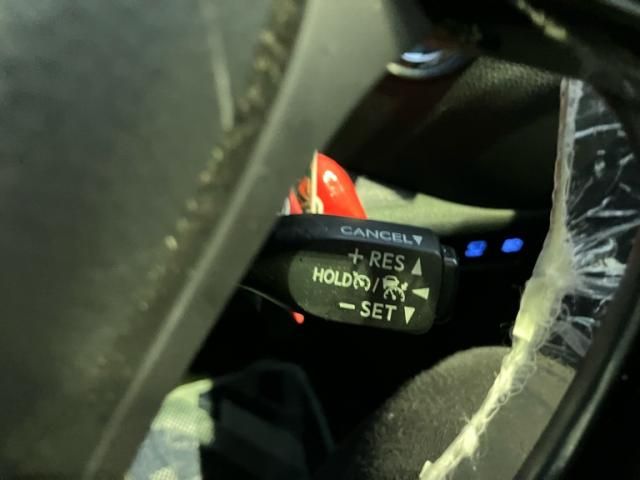 CANCEL▼
+ RES ▲
HOLD / ◀
− SET ▼